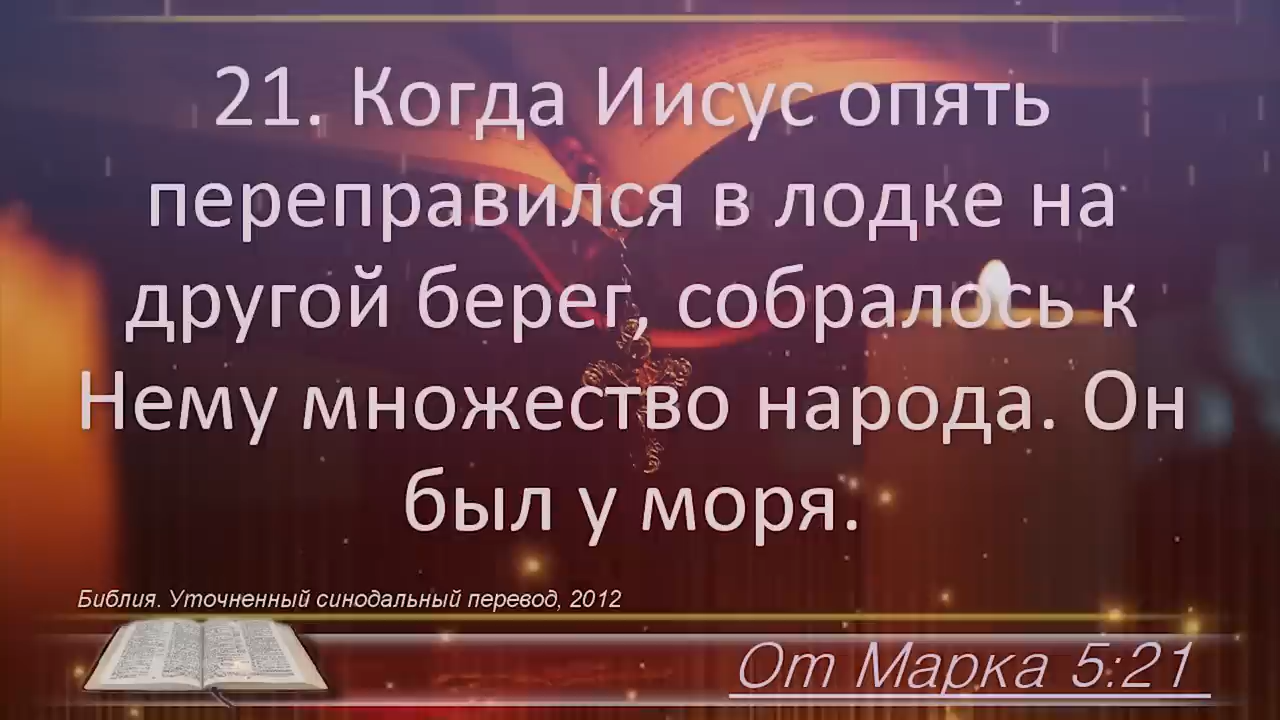 21. Когда Иисус опять
переправился в лодке на
другой берег, собралось к
Нему множество народа. Он
был у моря.
Библия. Уточненный синодальный перевод, 2012
От Марка 5:21